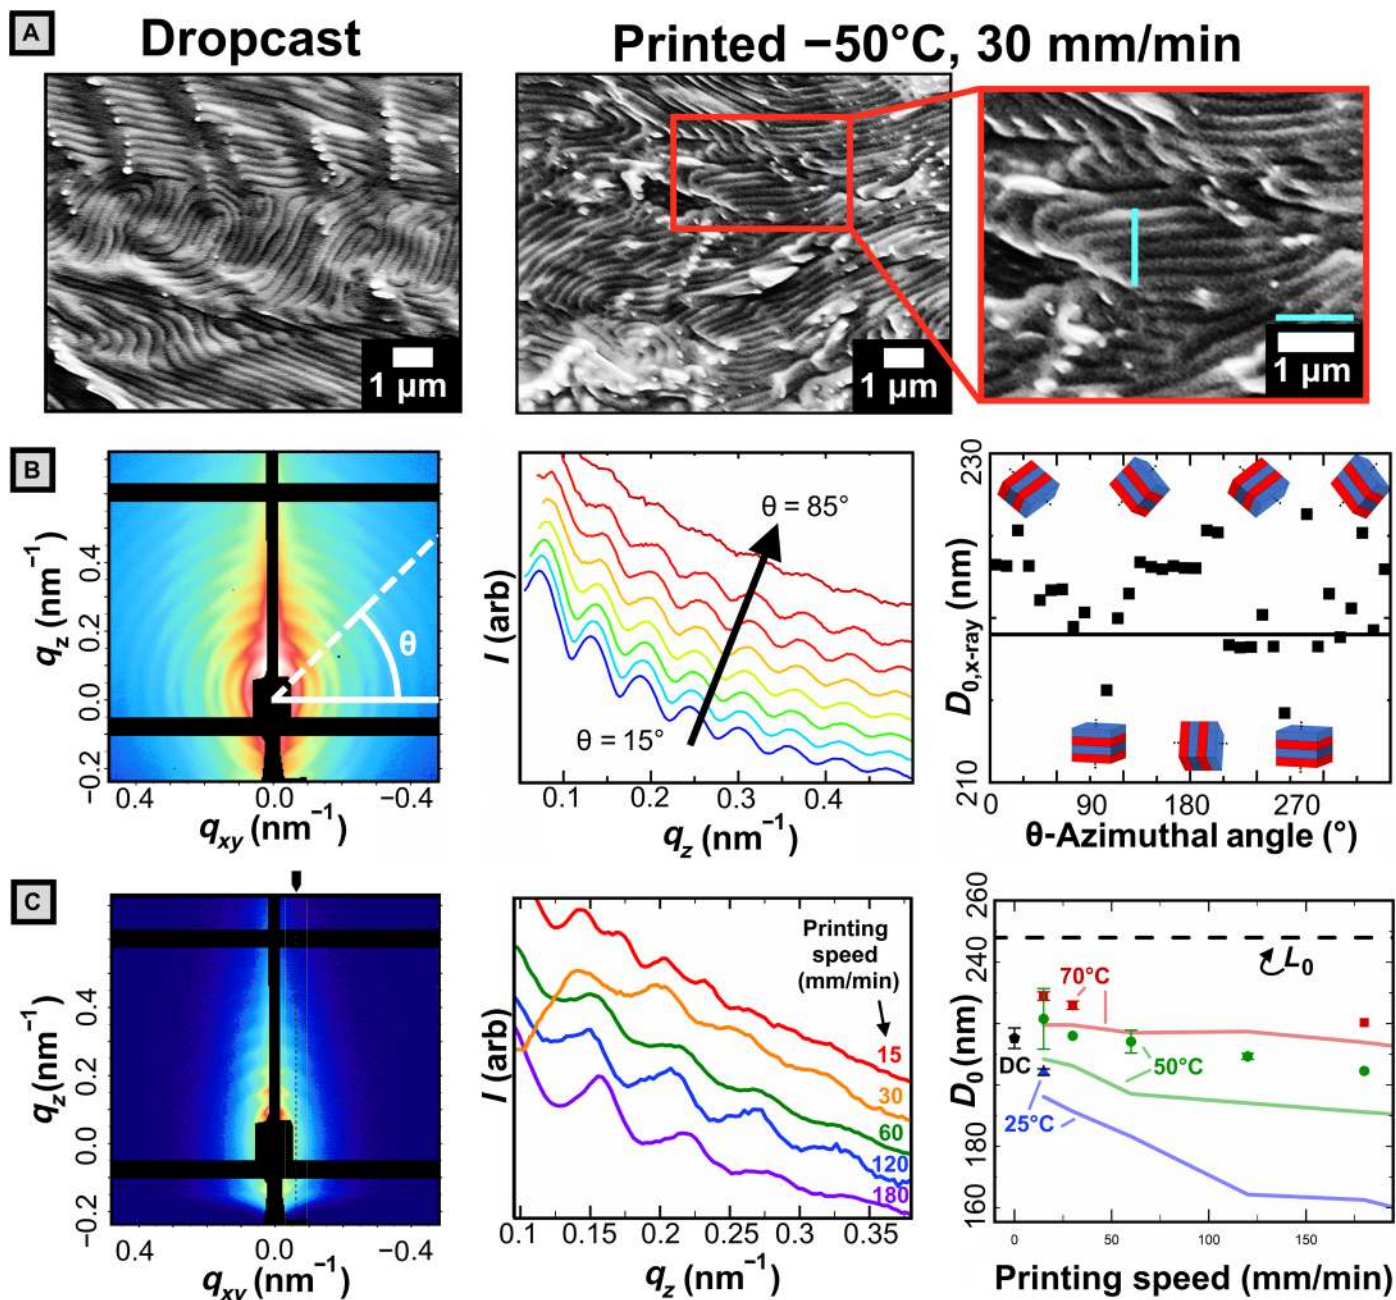 A
Dropcast
Printed −50°C, 30 mm/min
1 µm
1 µm
1 µm
B
q_z (nm⁻¹)
0.4
0.2
0.0
−0.2
θ
0.4
0.0
−0.4
q_xy (nm⁻¹)
I (arb)
θ = 85°
θ = 15°
0.1
0.2
0.3
0.4
q_z (nm⁻¹)
D_0,x-ray (nm)
230
210
0
90
180
270
θ-Azimuthal angle (°)
C
q_z (nm⁻¹)
0.4
0.2
0.0
−0.2
0.4
0.0
−0.4
q_xy (nm⁻¹)
I (arb)
Printing
speed
(mm/min)
15
30
60
120
180
0.1
0.15
0.2
0.25
0.3
0.35
q_z (nm⁻¹)
D_0 (nm)
260
240
180
160
L_0
70°C
50°C
DC
25°C
0
50
100
150
Printing speed (mm/min)